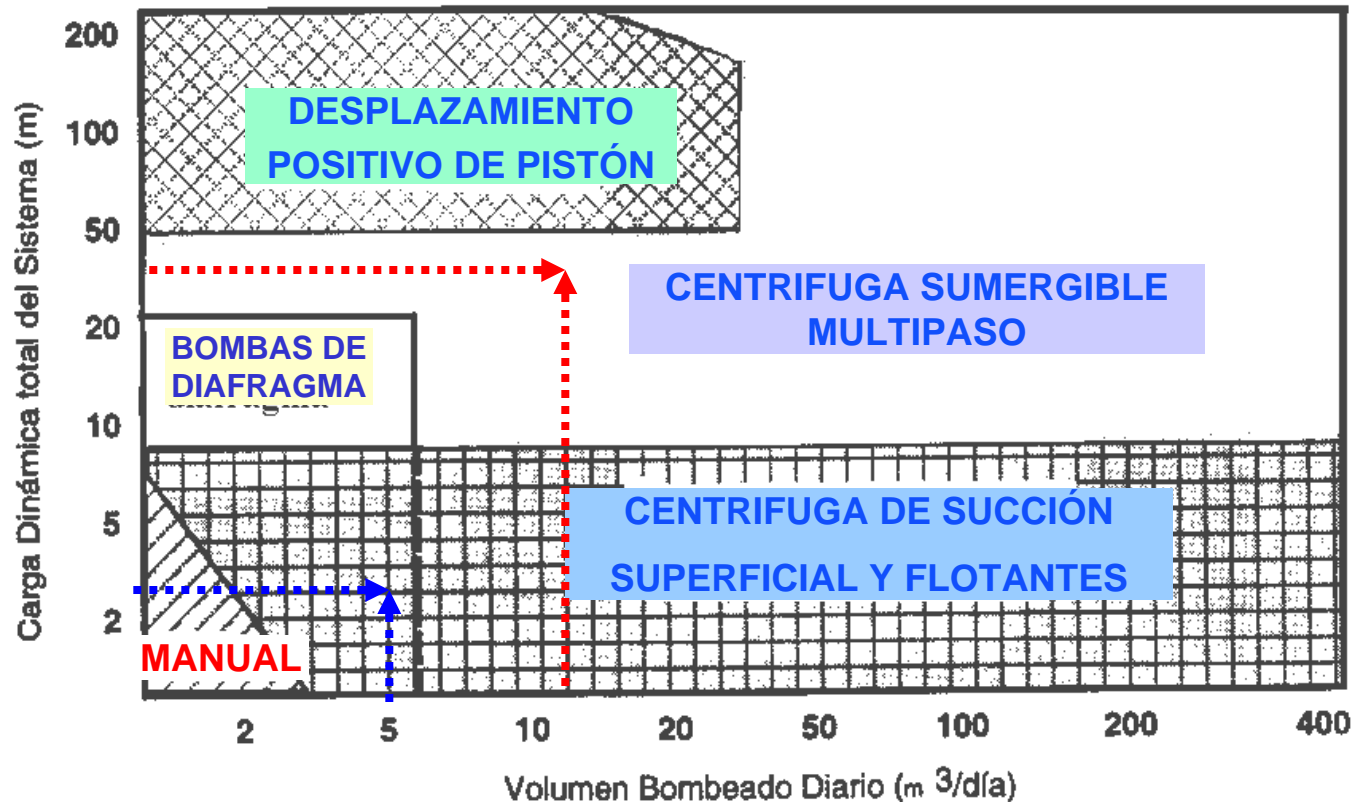 Carga Dinámica total del Sistema (m)
200
100
50
20
10
5
2
DESPLAZAMIENTO
POSITIVO DE PISTÓN
CENTRIFUGA SUMERGIBLE
MULTIPASO
BOMBAS DE
DIAFRAGMA
diafragma
CENTRIFUGA DE SUCCIÓN
SUPERFICIAL Y FLOTANTES
MANUAL
2 5 10 20 50 100 200 400
Volumen Bombeado Diario (m 3/día)